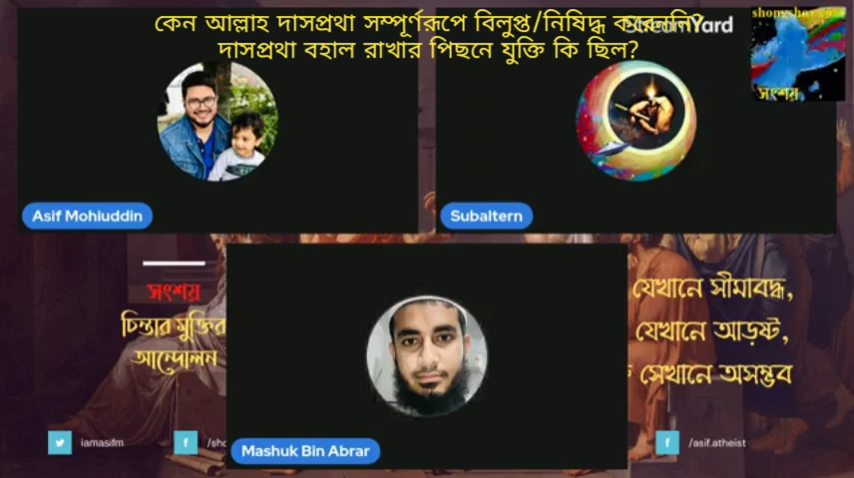 কেন আল্লাহ দাসপ্রথা সম্পূর্ণরূপে বিলুপ্ত/নিষিদ্ধ করেননি?
StreamYard
দাসপ্রথা বহাল রাখার পিছনে যুক্তি কি ছিল?
সংশয়
Asif Mohiuddin
Subaltern
সংশয়
চিন্তার মুক্তির
আন্দোলন
যেখানে সীমাবদ্ধ,
যেখানে আড়ষ্ট,
সেখানে অসম্ভব
Mashuk Bin Abrar
iamasifm
/asif.atheist